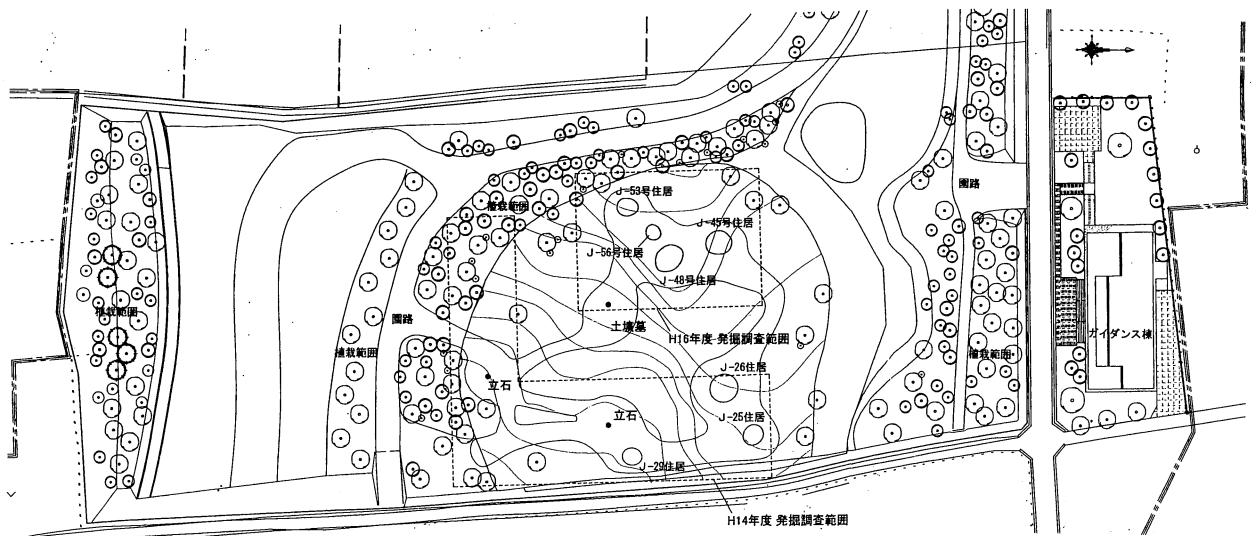 J-53号住居
園路
植栽範囲
J-45号住居
J-56号住居
J-48号住居
植栽範囲
園路
土壙墓
H16年度 発掘調査範囲
ガイダンス棟
植栽範囲
植栽範囲
J-26住居
立石
立石
J-25住居
J-29住居
H14年度 発掘調査範囲